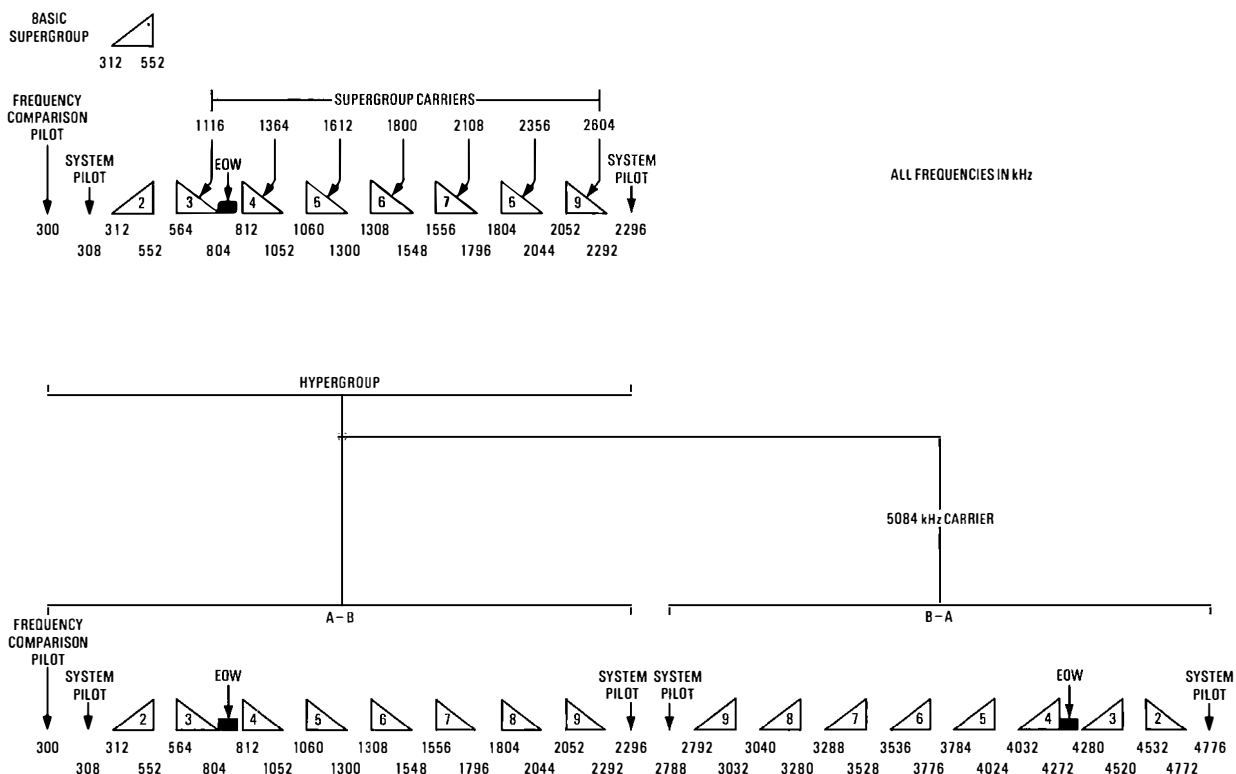 BASIC
SUPERGROUP
312 552
FREQUENCY
COMPARISON
PILOT
SUPERGROUP CARRIERS
1116 1364 1612 1800 2108 2356 2604
SYSTEM
PILOT
EOW
SYSTEM
PILOT
ALL FREQUENCIES IN kHz
2 3 4 6 6 7 6 9
300 312 564 812 1060 1308 1556 1804 2052 2296
308 552 804 1052 1300 1548 1796 2044 2292
HYPERGROUP
5084 kHz CARRIER
A–B
B–A
FREQUENCY
COMPARISON
PILOT
SYSTEM
PILOT
EOW
SYSTEM
PILOT
SYSTEM
PILOT
EOW
SYSTEM
PILOT
2 3 4 5 6 7 8 9 9 8 7 6 5 4 3 2
300 312 564 812 1060 1308 1556 1804 2052 2296 2792 3040 3288 3536 3784 4032 4280 4532 4776
308 552 804 1052 1300 1548 1796 2044 2292 2788 3032 3280 3528 3776 4024 4272 4520 4772